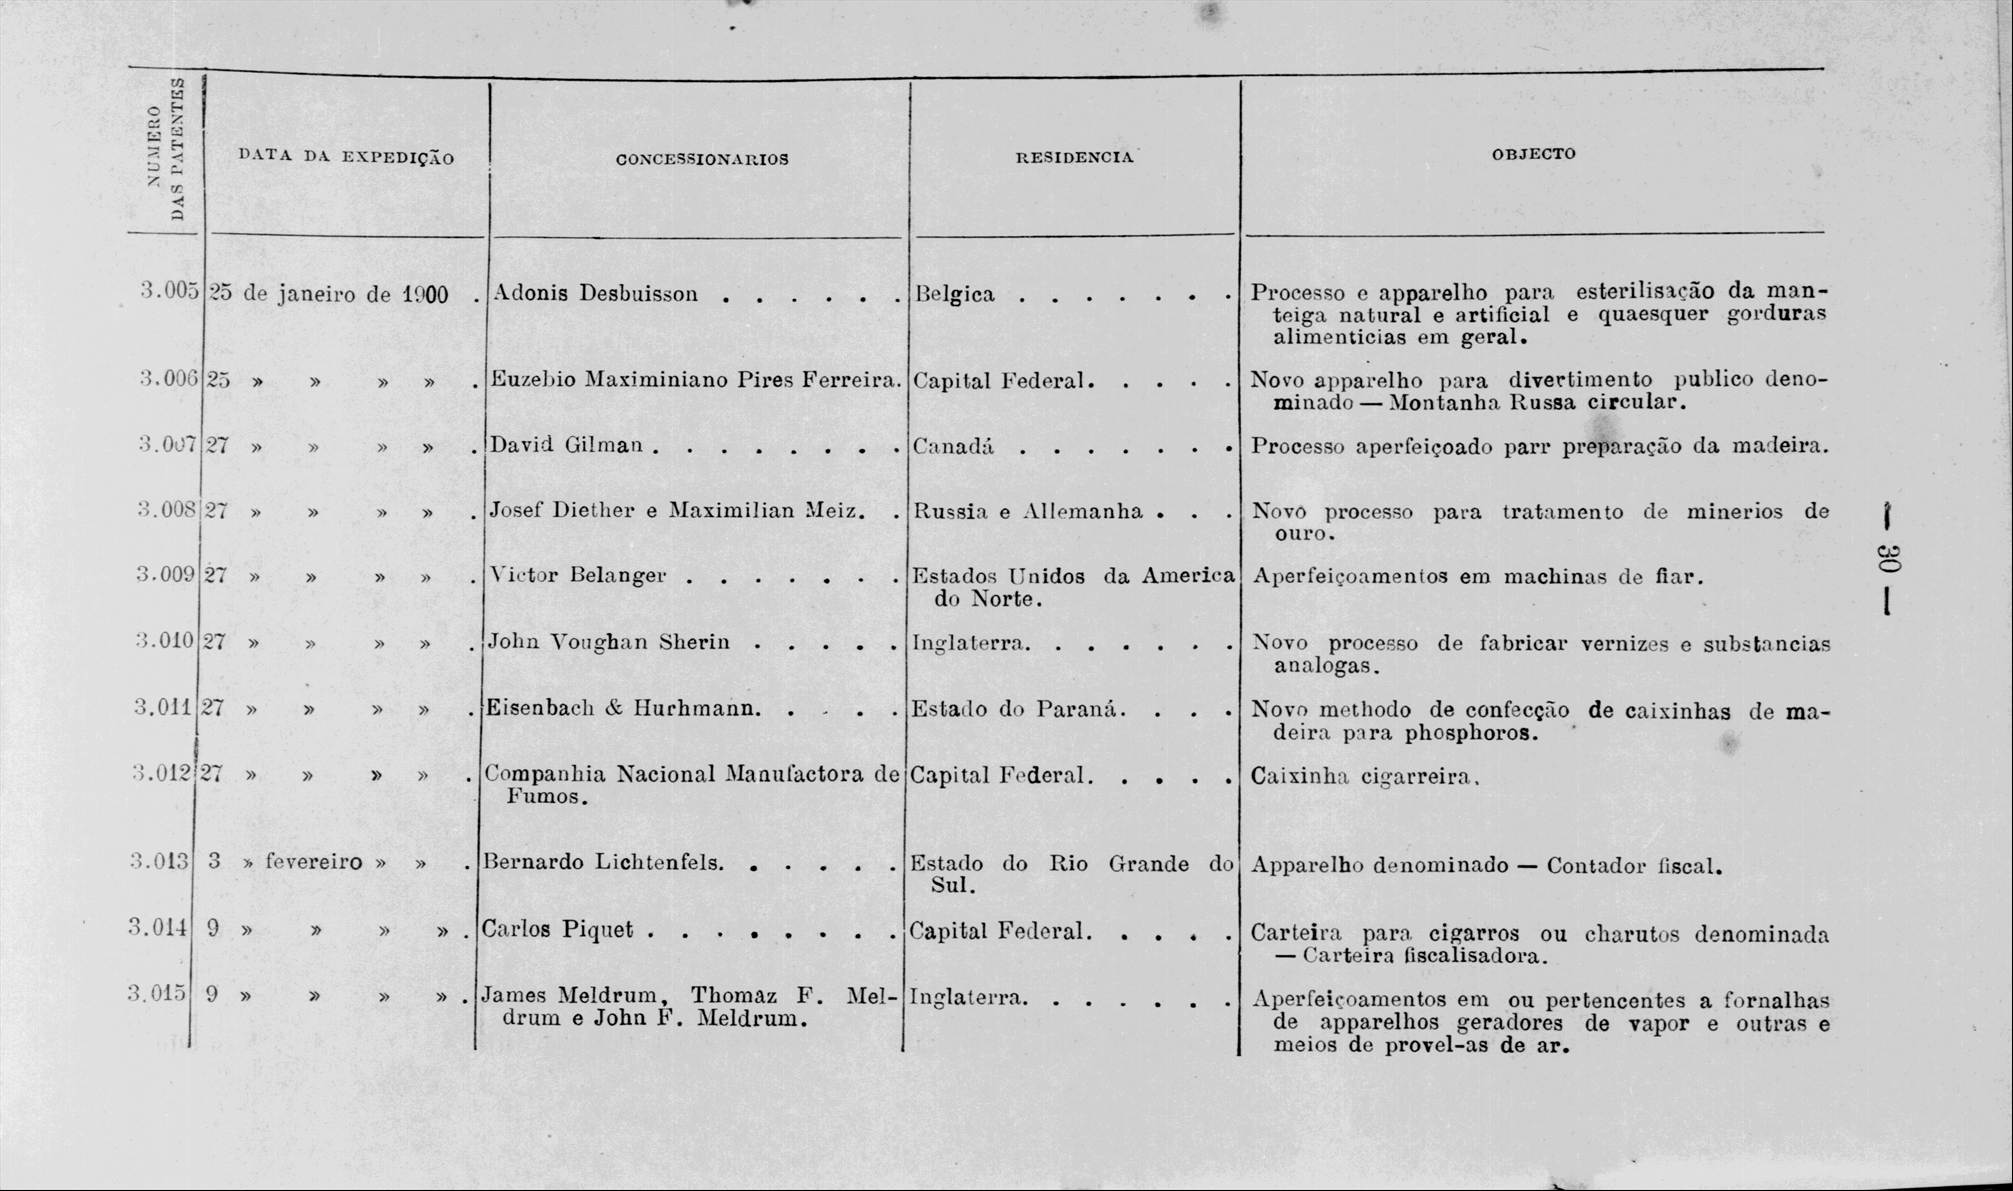 NUMERO
DAS PATENTES
DATA DA EXPEDIÇÃO
CONCESSIONARIOS
RESIDENCIA
OBJECTO
3.005 25 de janeiro de 1900 . Adonis Desbuisson . . . . . . Belgica . . . . . . . Processo e apparelho para esterilisação da man-
teiga natural e artificial e quaesquer gorduras
alimenticias em geral.
3.006 25 » » » » . Euzebio Maximiniano Pires Ferreira. Capital Federal. . . . . Novo apparelho para divertimento publico deno-
minado — Montanha Russa circular.
3.007 27 » » » » . David Gilman . . . . . . . . Canadá . . . . . . . Processo aperfeiçoado parr preparação da madeira.
3.008 27 » » » » . Josef Diether e Maximilian Meiz. . Russia e Allemanha . . . Novo processo para tratamento de minerios de
ouro.
3.009 27 » » » » . Victor Belanger . . . . . . . Estados Unidos da America Aperfeiçoamentos em machinas de fiar.
do Norte.
3.010 27 » » » » . John Voughan Sherin . . . . . Inglaterra. . . . . . . Novo processo de fabricar vernizes e substancias
analogas.
3.011 27 » » » » . Eisenbach & Hurhmann. . . . . Estado do Paraná. . . . Novo methodo de confecção de caixinhas de ma-
deira para phosphoros.
3.012 27 » » » » . Companhia Nacional Manufactora de Capital Federal. . . . . Caixinha cigarreira.
Fumos.
3.013 3 » fevereiro » » . Bernardo Lichtenfels. . . . . . Estado do Rio Grande do Apparelho denominado — Contador fiscal.
Sul.
3.014 9 » » » » . Carlos Piquet . . . . . . . . Capital Federal. . . . . Carteira para cigarros ou charutos denominada
— Carteira fiscalisadora.
3.015 9 » » » » . James Meldrum, Thomaz F. Mel- Inglaterra. . . . . . . Aperfeiçoamentos em ou pertencentes a fornalhas
drum e John F. Meldrum. de apparelhos geradores de vapor e outras e
meios de provel-as de ar.
— 30 —